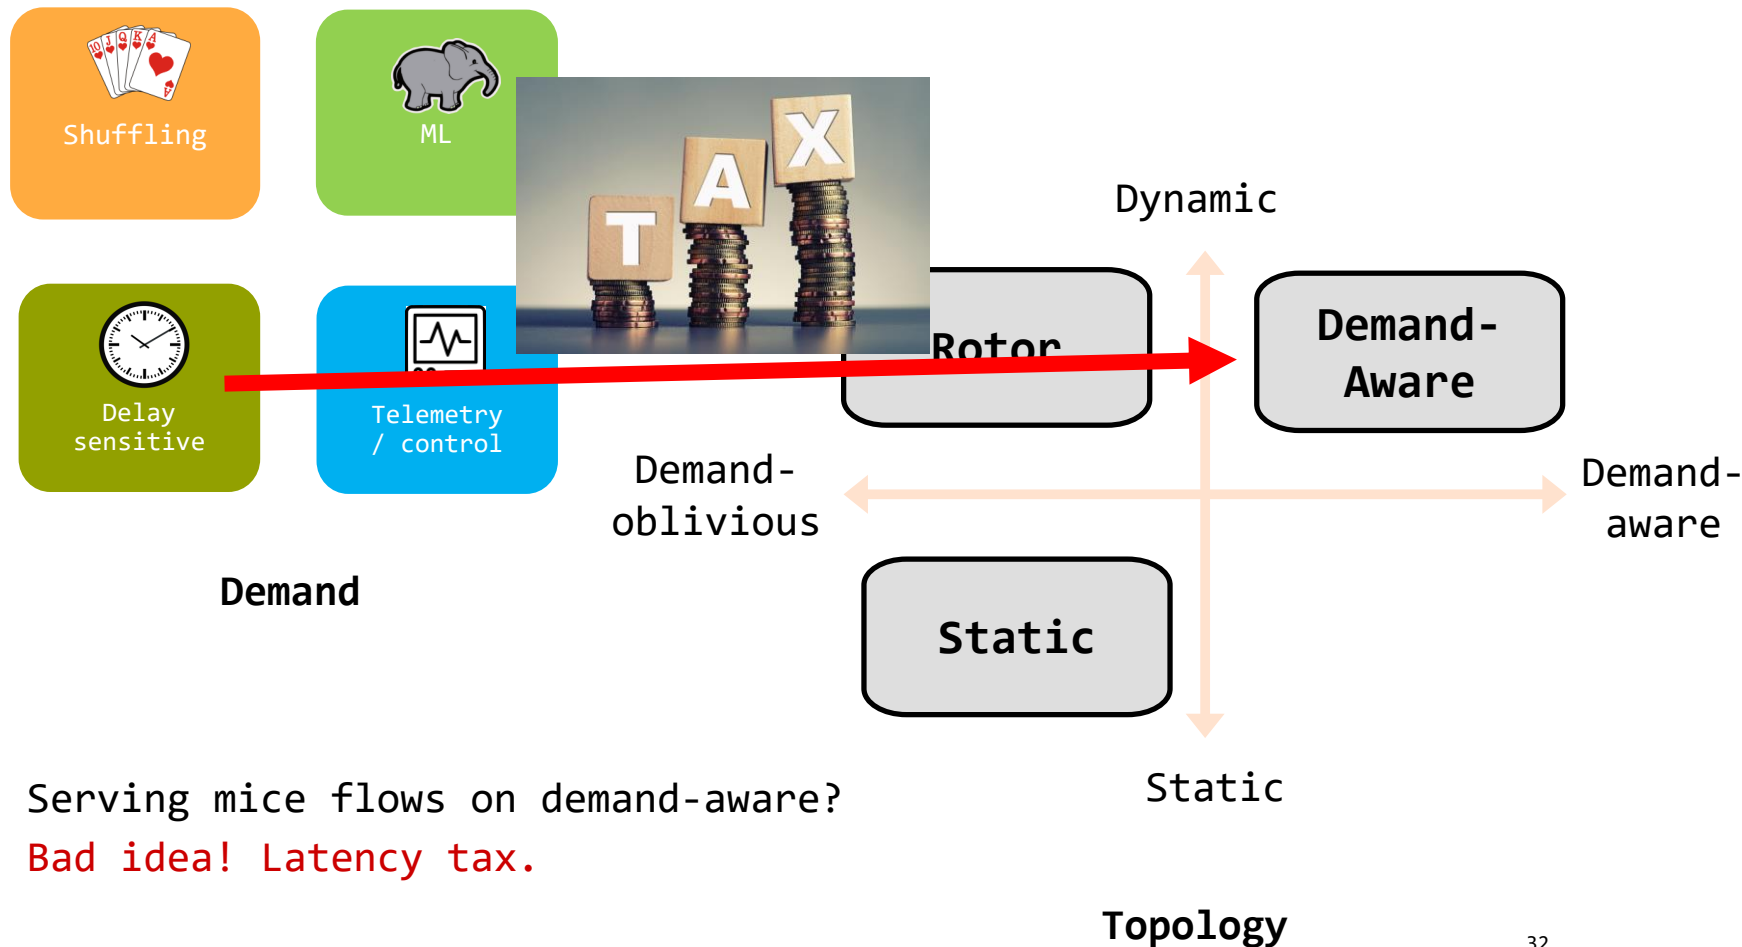 Shuffling
ML
TAX
Dynamic
Rotor
Demand-
Aware
Delay
sensitive
Telemetry
/ control
Demand-
oblivious
Demand-
aware
Demand
Static
Static
Serving mice flows on demand-aware?
Bad idea! Latency tax.
Topology
32